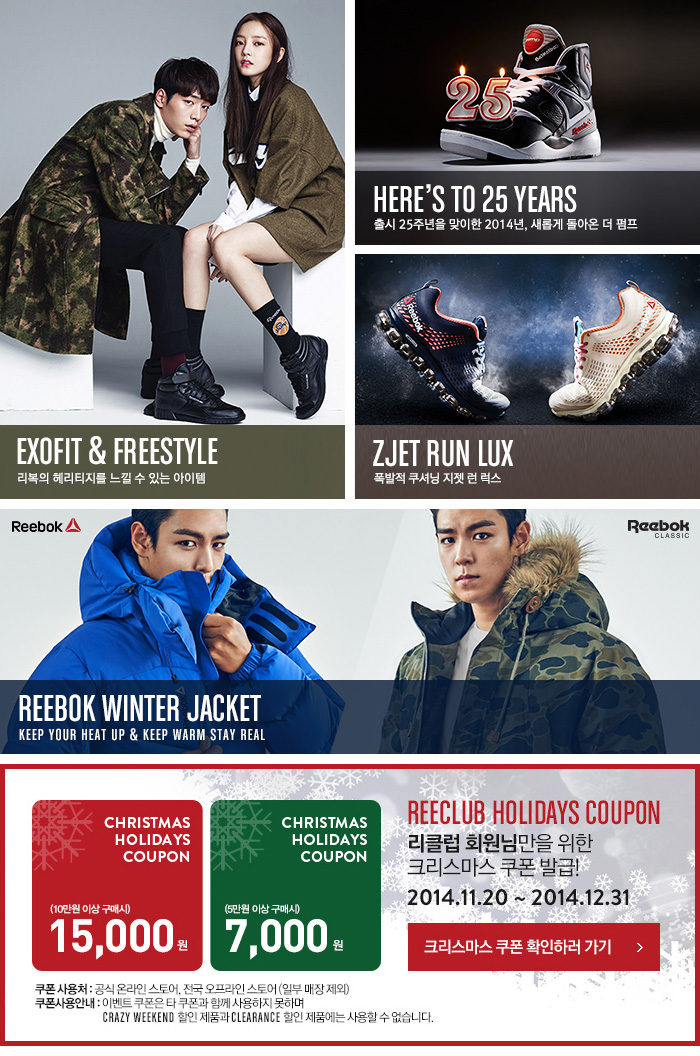 25
Reebok
HERE'S TO 25 YEARS
출시 25주년을 맞이한 2014년, 새롭게 돌아온 더 펌프
EXOFIT & FREESTYLE
리복의 헤리티지를 느낄 수 있는 아이템
Reebok
ZJET RUN LUX
폭발적 쿠셔닝 지젯 런 럭스
Reebok
Reebok
CLASSIC
REEBOK WINTER JACKET
KEEP YOUR HEAT UP & KEEP WARM STAY REAL
CHRISTMAS
HOLIDAYS
COUPON
(10만원 이상 구매시)
15,000원
CHRISTMAS
HOLIDAYS
COUPON
(5만원 이상 구매시)
7,000원
REECLUB HOLIDAYS COUPON
리클럽 회원님만을 위한
크리스마스 쿠폰 발급!
2014.11.20 ~ 2014.12.31
크리스마스 쿠폰 확인하러 가기 >
쿠폰 사용처 : 공식 온라인 스토어, 전국 오프라인 스토어 (일부 매장 제외)
쿠폰사용안내 : 이벤트 쿠폰은 타 쿠폰과 함께 사용하지 못하며
CRAZY WEEKEND 할인 제품과 CLEARANCE 할인 제품에는 사용할 수 없습니다.